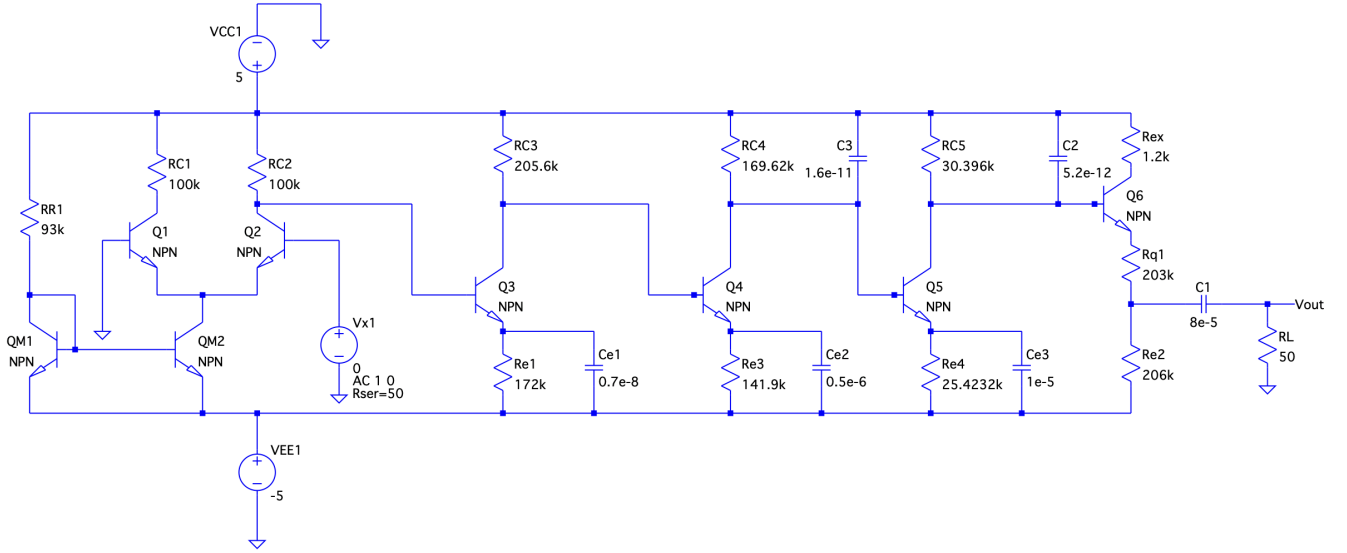 VCC1
5
RR1
93k
RC1
100k
RC2
100k
RC3
205.6k
RC4
169.62k
C3
1.6e-11
RC5
30.396k
C2
5.2e-12
Rex
1.2k
Q1
NPN
Q2
NPN
Q3
NPN
Q4
NPN
Q5
NPN
Q6
NPN
Rq1
203k
C1
8e-5
Vout
RL
50
QM1
NPN
QM2
NPN
Vx1
0
AC 1 0
Rser=50
Re1
172k
Ce1
0.7e-8
Re3
141.9k
Ce2
0.5e-6
Re4
25.4232k
Ce3
1e-5
Re2
206k
VEE1
-5